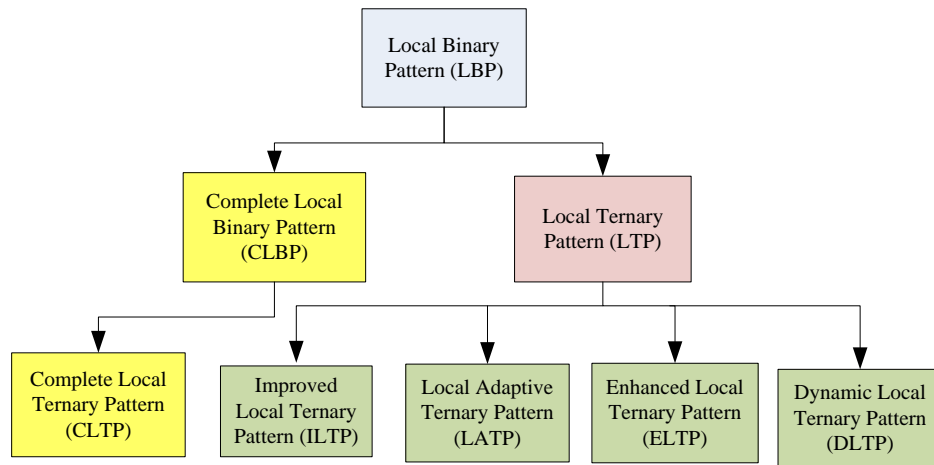 Local Binary
Pattern (LBP)
Complete Local
Binary Pattern
(CLBP)
Local Ternary
Pattern (LTP)
Complete Local
Ternary Pattern
(CLTP)
Improved
Local Ternary
Pattern (ILTP)
Local Adaptive
Ternary Pattern
(LATP)
Enhanced Local
Ternary Pattern
(ELTP)
Dynamic Local
Ternary Pattern
(DLTP)